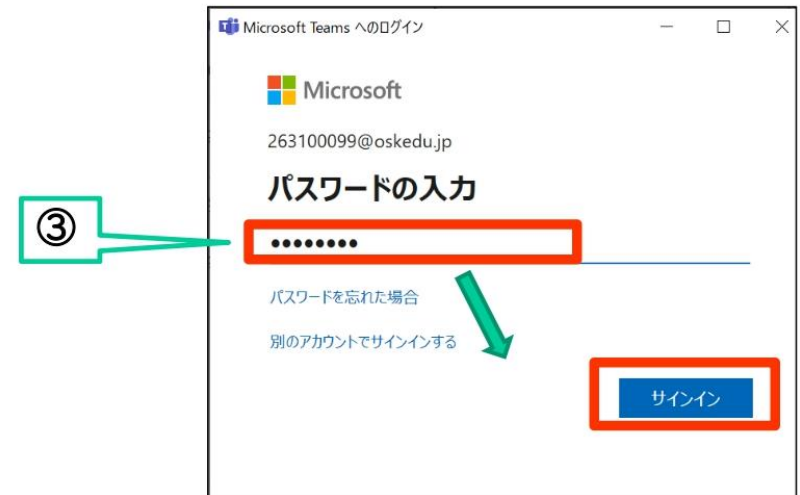 Microsoft Teams へのログイン
Microsoft
263100099@oskedu.jp
パスワードの入力
③
••••••••
パスワードを忘れた場合
別のアカウントでサインインする
サインイン